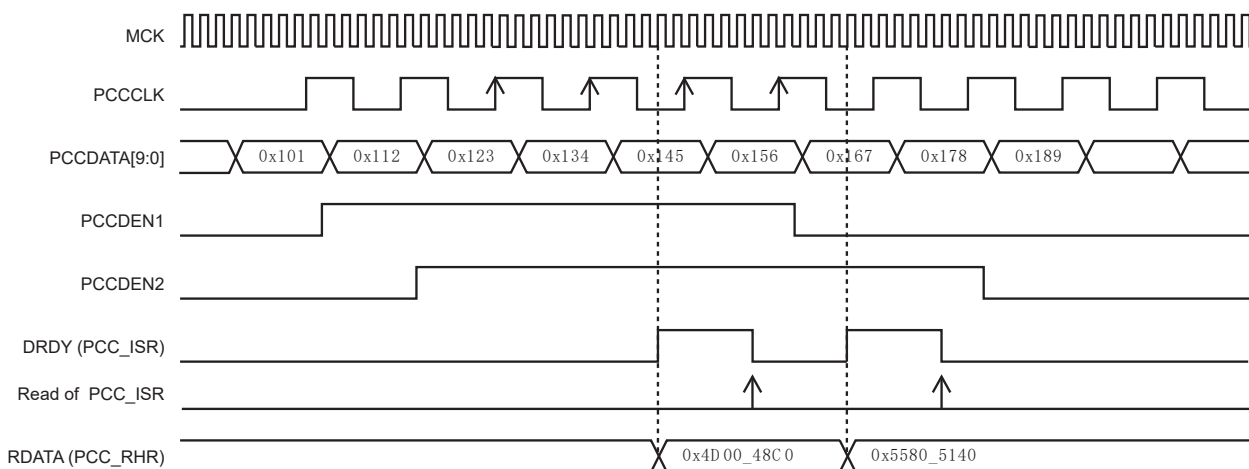 MCK
PCCCLK
PCCDATA[9:0] 0x101 0x112 0x123 0x134 0x145 0x156 0x167 0x178 0x189
PCCDEN1
PCCDEN2
DRDY (PCC_ISR)
Read of PCC_ISR
RDATA (PCC_RHR) 0x4D00_48C0 0x5580_5140